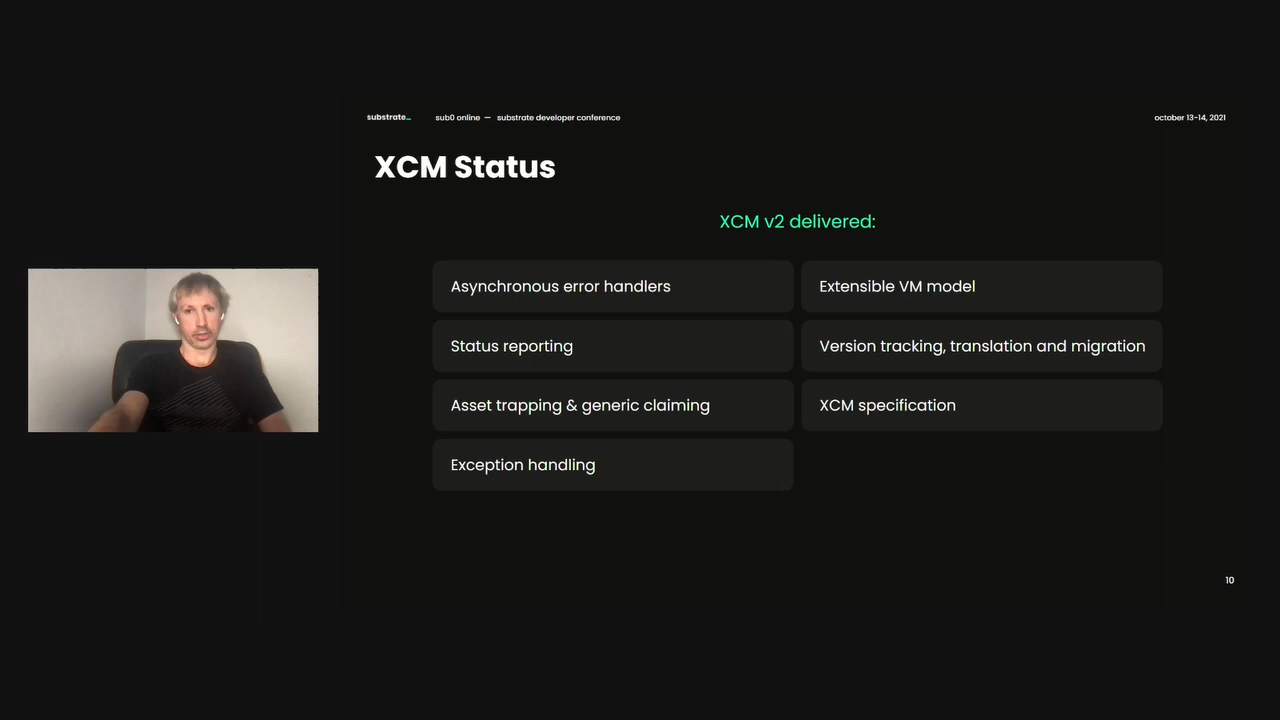 substrate_ sub0 online — substrate developer conference october 13-14, 2021
XCM Status
XCM v2 delivered:
Asynchronous error handlers
Extensible VM model
Status reporting
Version tracking, translation and migration
Asset trapping & generic claiming
XCM specification
Exception handling
10